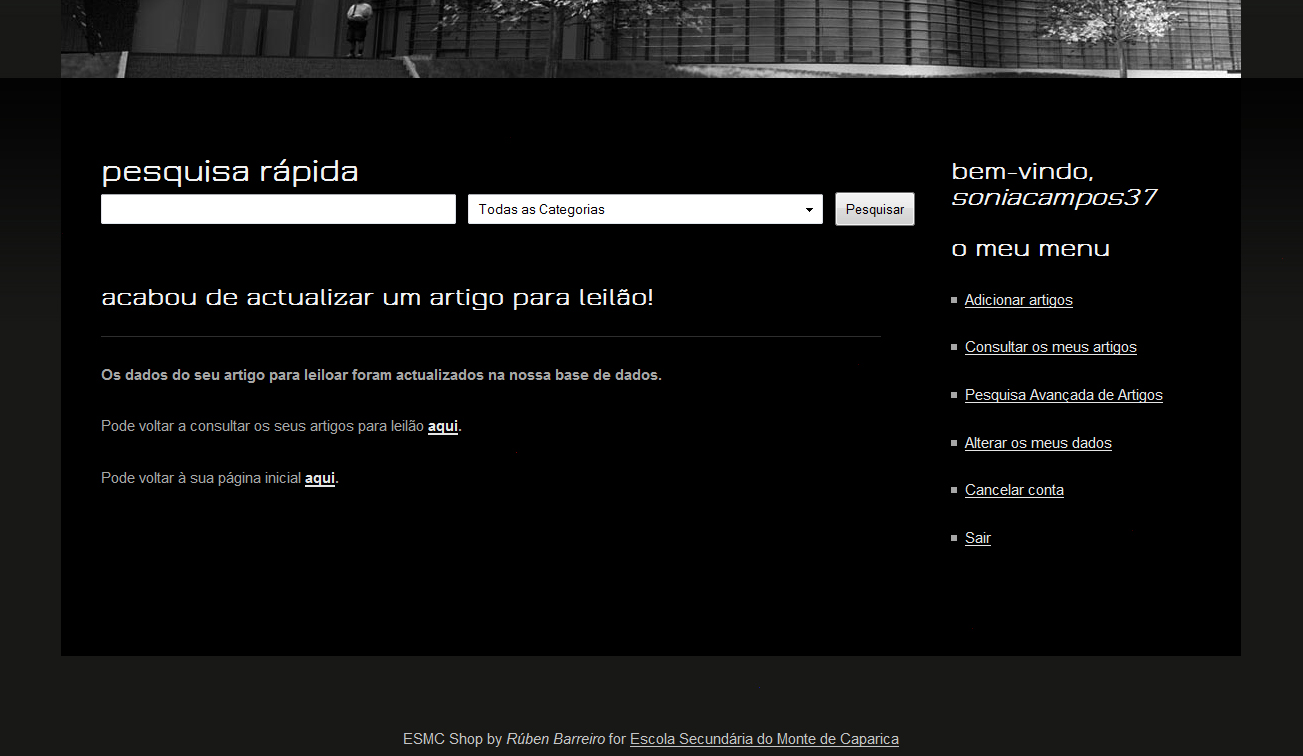 pesquisa rápida
Todas as Categorias
Pesquisar
acabou de actualizar um artigo para leilão!
Os dados do seu artigo para leiloar foram actualizados na nossa base de dados.
Pode voltar a consultar os seus artigos para leilão aqui.
Pode voltar à sua página inicial aqui.
bem-vindo,
soniacampos37
o meu menu
Adicionar artigos
Consultar os meus artigos
Pesquisa Avançada de Artigos
Alterar os meus dados
Cancelar conta
Sair
ESMC Shop by Rúben Barreiro for Escola Secundária do Monte de Caparica